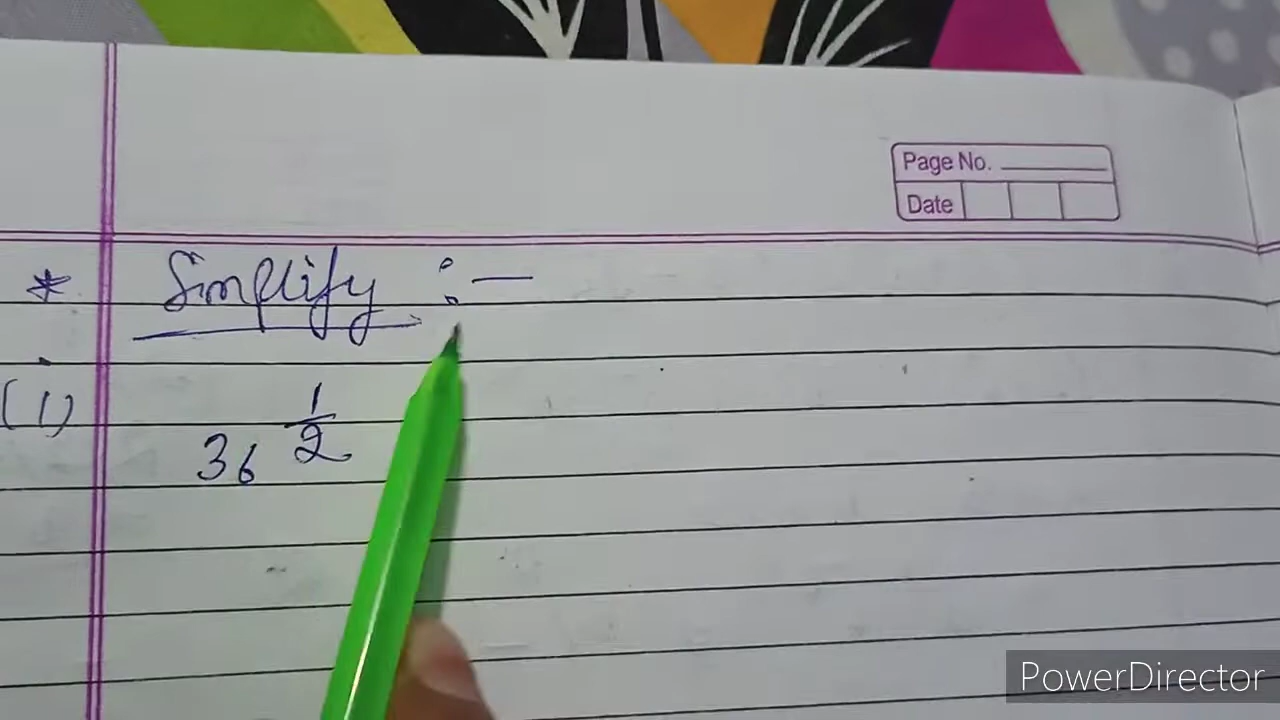 Page No.
Date
* Simplify :-
(1) 36 1/2
PowerDirector